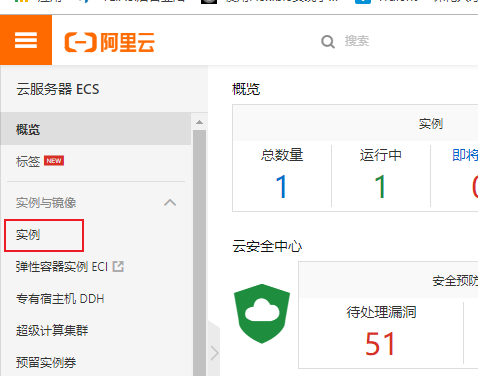 阿里云
搜索
云服务器 ECS
概览
标签 NEW
实例与镜像
实例
弹性容器实例 ECI
专有宿主机 DDH
超级计算集群
预留实例券
概览
实例
总数量
运行中
即将
1
1
云安全中心
安全预防
待处理漏洞
51